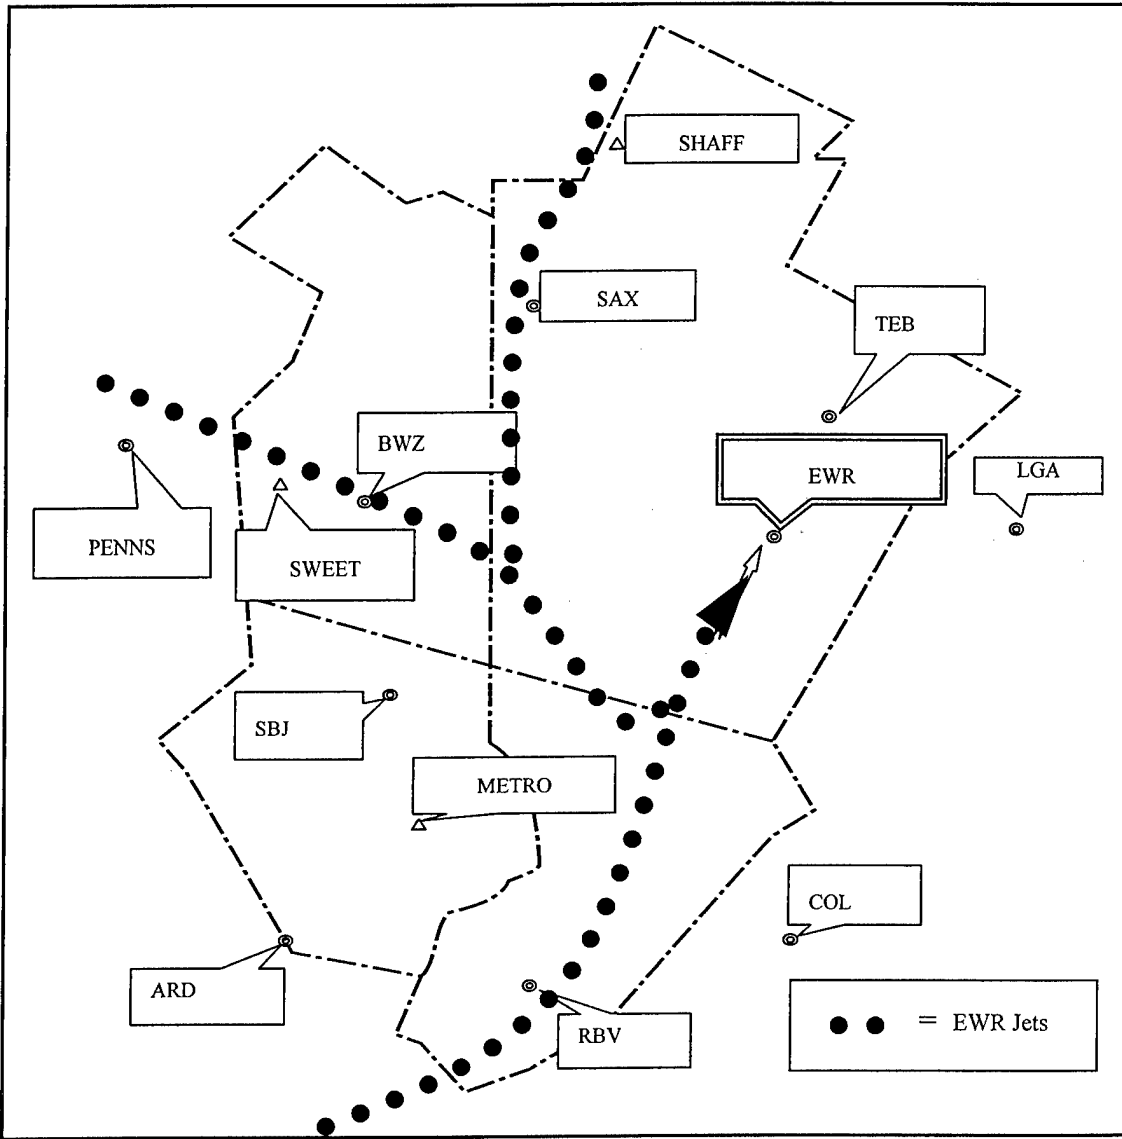 SHAFF
SAX
TEB
BWZ
EWR
LGA
PENNS
SWEET
SBJ
METRO
COL
ARD
RBV
= EWR Jets